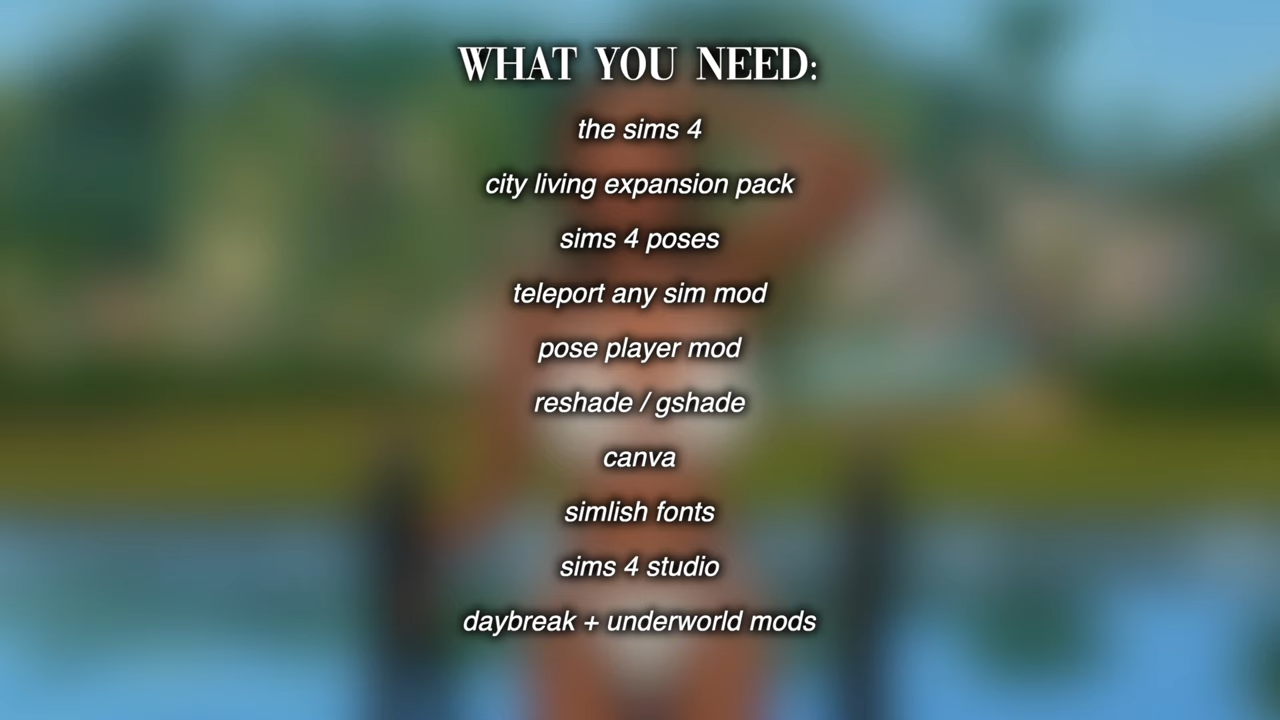 WHAT YOU NEED:
the sims 4
city living expansion pack
sims 4 poses
teleport any sim mod
pose player mod
reshade / gshade
canva
simlish fonts
sims 4 studio
daybreak + underworld mods